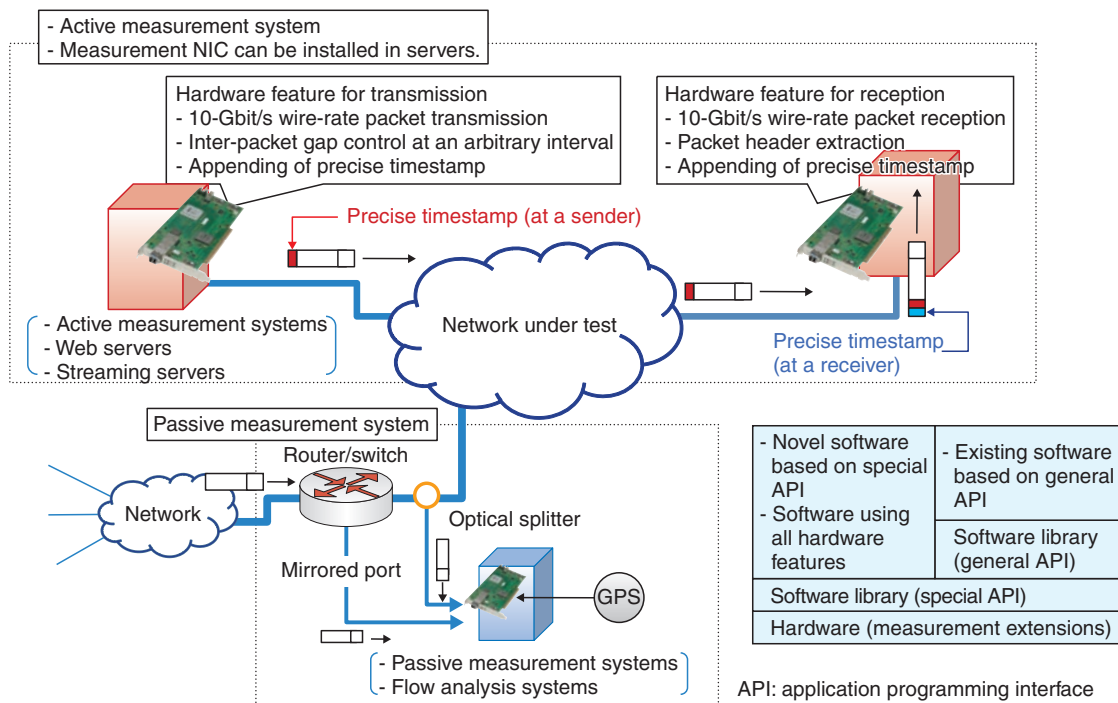 - Active measurement system
- Measurement NIC can be installed in servers.
Hardware feature for transmission
- 10-Gbit/s wire-rate packet transmission
- Inter-packet gap control at an arbitrary interval
- Appending of precise timestamp
Hardware feature for reception
- 10-Gbit/s wire-rate packet reception
- Packet header extraction
- Appending of precise timestamp
Precise timestamp (at a sender)
Network under test
- Active measurement systems
- Web servers
- Streaming servers
Precise timestamp
(at a receiver)
Passive measurement system
Router/switch
Network
Optical splitter
Mirrored port
GPS
- Passive measurement systems
- Flow analysis systems
- Novel software
based on special
API
- Software using
all hardware
features
- Existing software
based on general
API
Software library
(general API)
Software library (special API)
Hardware (measurement extensions)
API: application programming interface